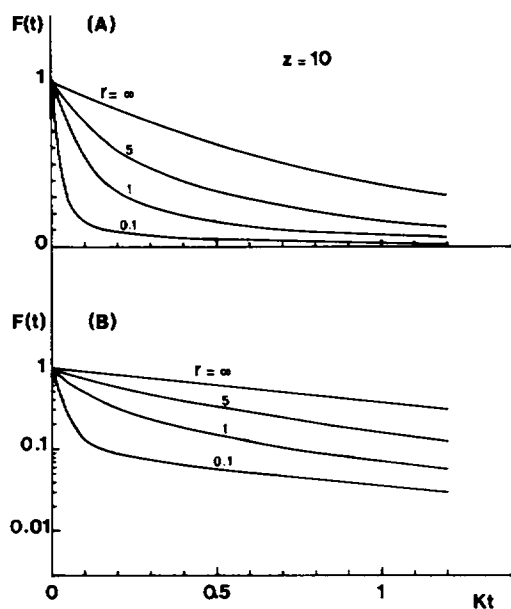 F(t) (A)
z = 10
1
r = ∞
5
1
0.1
0
F(t) (B)
1
r = ∞
5
1
0.1
0.1
0.01
0 0.5 1 Kt